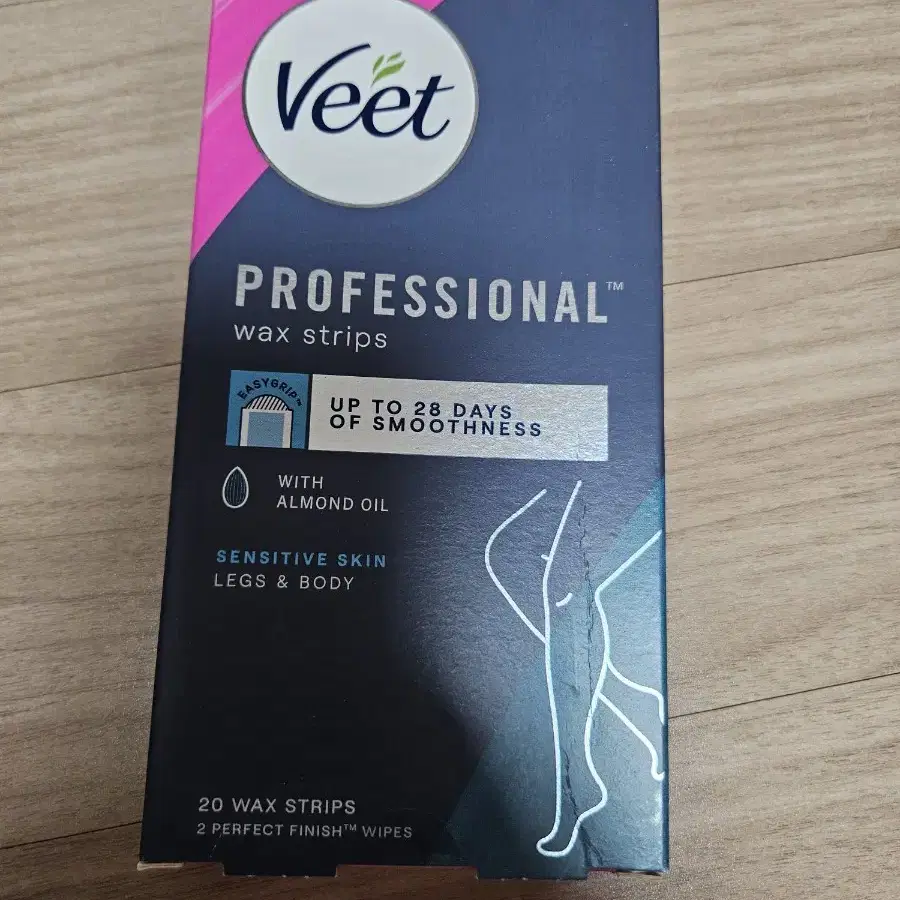 Veet
PROFESSIONAL™
wax strips
EASYGRIP™
UP TO 28 DAYS
OF SMOOTHNESS
WITH
ALMOND OIL
SENSITIVE SKIN
LEGS & BODY
20 WAX STRIPS
2 PERFECT FINISH™ WIPES